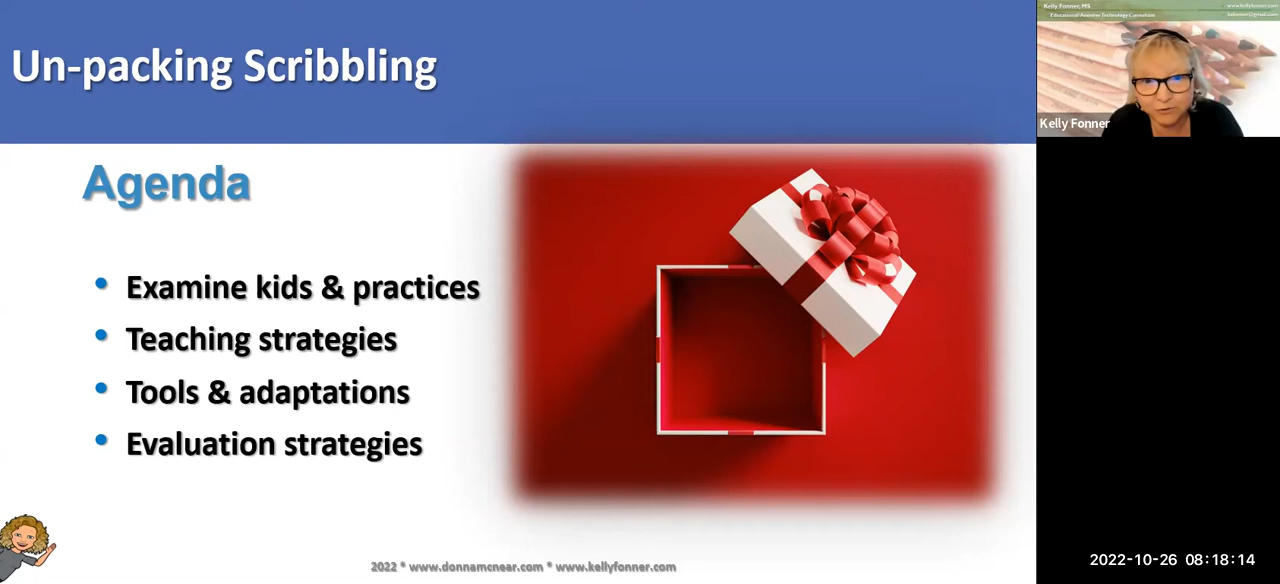 Un-packing Scribbling
Agenda
Examine kids & practices
Teaching strategies
Tools & adaptations
Evaluation strategies
2022 * www.donnamcnear.com * www.kellyfonner.com
Kelly Fonner, MS
www.kellyfonner.com
Educational Assistive Technology Consultant
kfonner@gmail.com
Kelly Fonner
2022-10-26 08:18:14